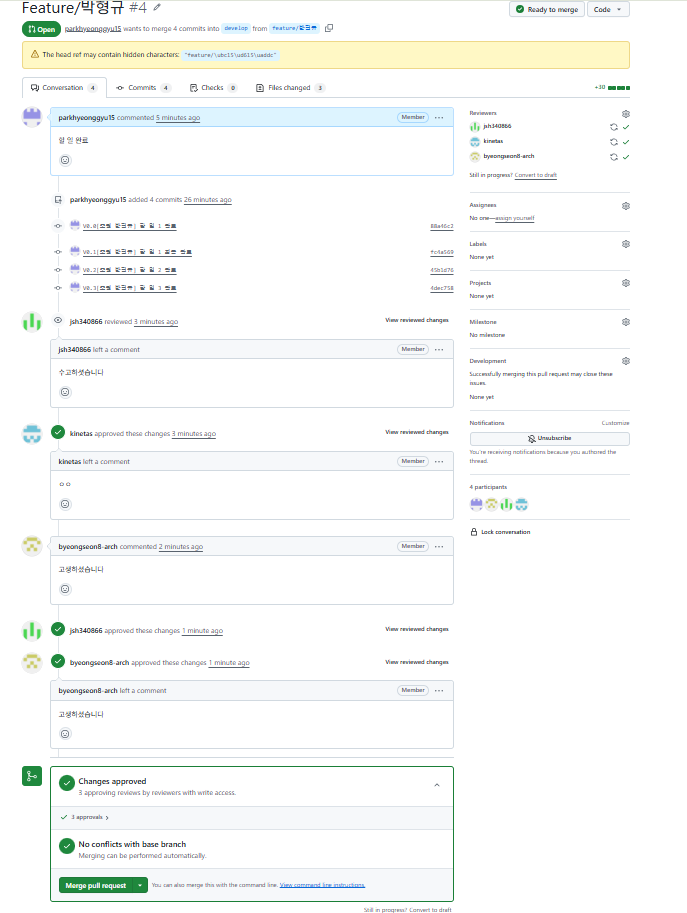 Feature/박형규 #4
Ready to merge
Code
Open
parkhyeonggyu15 wants to merge 4 commits into develop from feature/박형규
The head ref may contain hidden characters: "feature/\ubc15\ud615\uaddc"
Conversation 4
Commits 4
Checks 0
Files changed 3
+30
parkhyeonggyu15 commented 5 minutes ago
Member
할 일 완료
parkhyeonggyu15 added 4 commits 26 minutes ago
88a46c2
fc4a569
45b1d76
4dec758
jsh340866 reviewed 3 minutes ago
View reviewed changes
jsh340866 left a comment
Member
수고하셨습니다
kinetas approved these changes 3 minutes ago
View reviewed changes
kinetas left a comment
Member
ㅇㅇ
byeongseon8-arch commented 2 minutes ago
Member
고생하셨습니다
jsh340866 approved these changes 1 minute ago
View reviewed changes
byeongseon8-arch approved these changes 1 minute ago
View reviewed changes
byeongseon8-arch left a comment
Member
고생하셨습니다
Changes approved
3 approving reviews by reviewers with write access.
3 approvals
No conflicts with base branch
Merging can be performed automatically.
Merge pull request
You can also merge this with the command line. View command line instructions.
Still in progress? Convert to draft
Reviewers
jsh340866
kinetas
byeongseon8-arch
Still in progress? Convert to draft
Assignees
No one—assign yourself
Labels
None yet
Projects
None yet
Milestone
No milestone
Development
Successfully merging this pull request may close these
issues.
None yet
Notifications
Customize
Unsubscribe
You're receiving notifications because you authored the
thread.
4 participants
Lock conversation